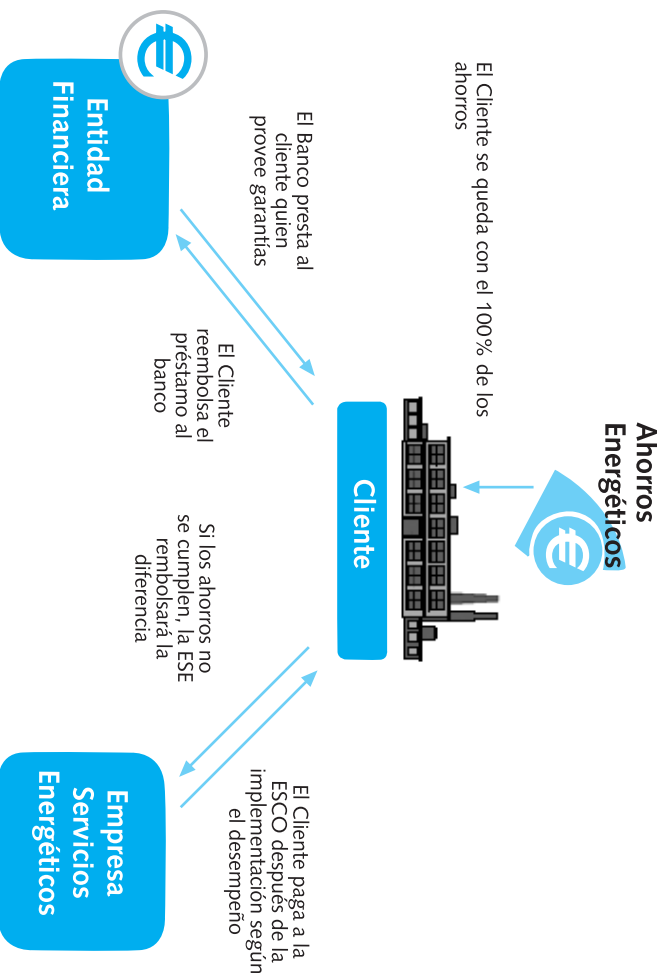 Ahorros
Energéticos
El Cliente se queda con el 100% de los
ahorros
El Banco presta al
cliente quien
provee garantías
El Cliente
reembolsa el
préstamo al
banco
Cliente
Si los ahorros no
se cumplen, la ESE
rembolsará la
diferencia
El Cliente paga a la
ESCO después de la
implementación según
el desempeño
€
€
Entidad
Financiera
Empresa
Servicios
Energéticos